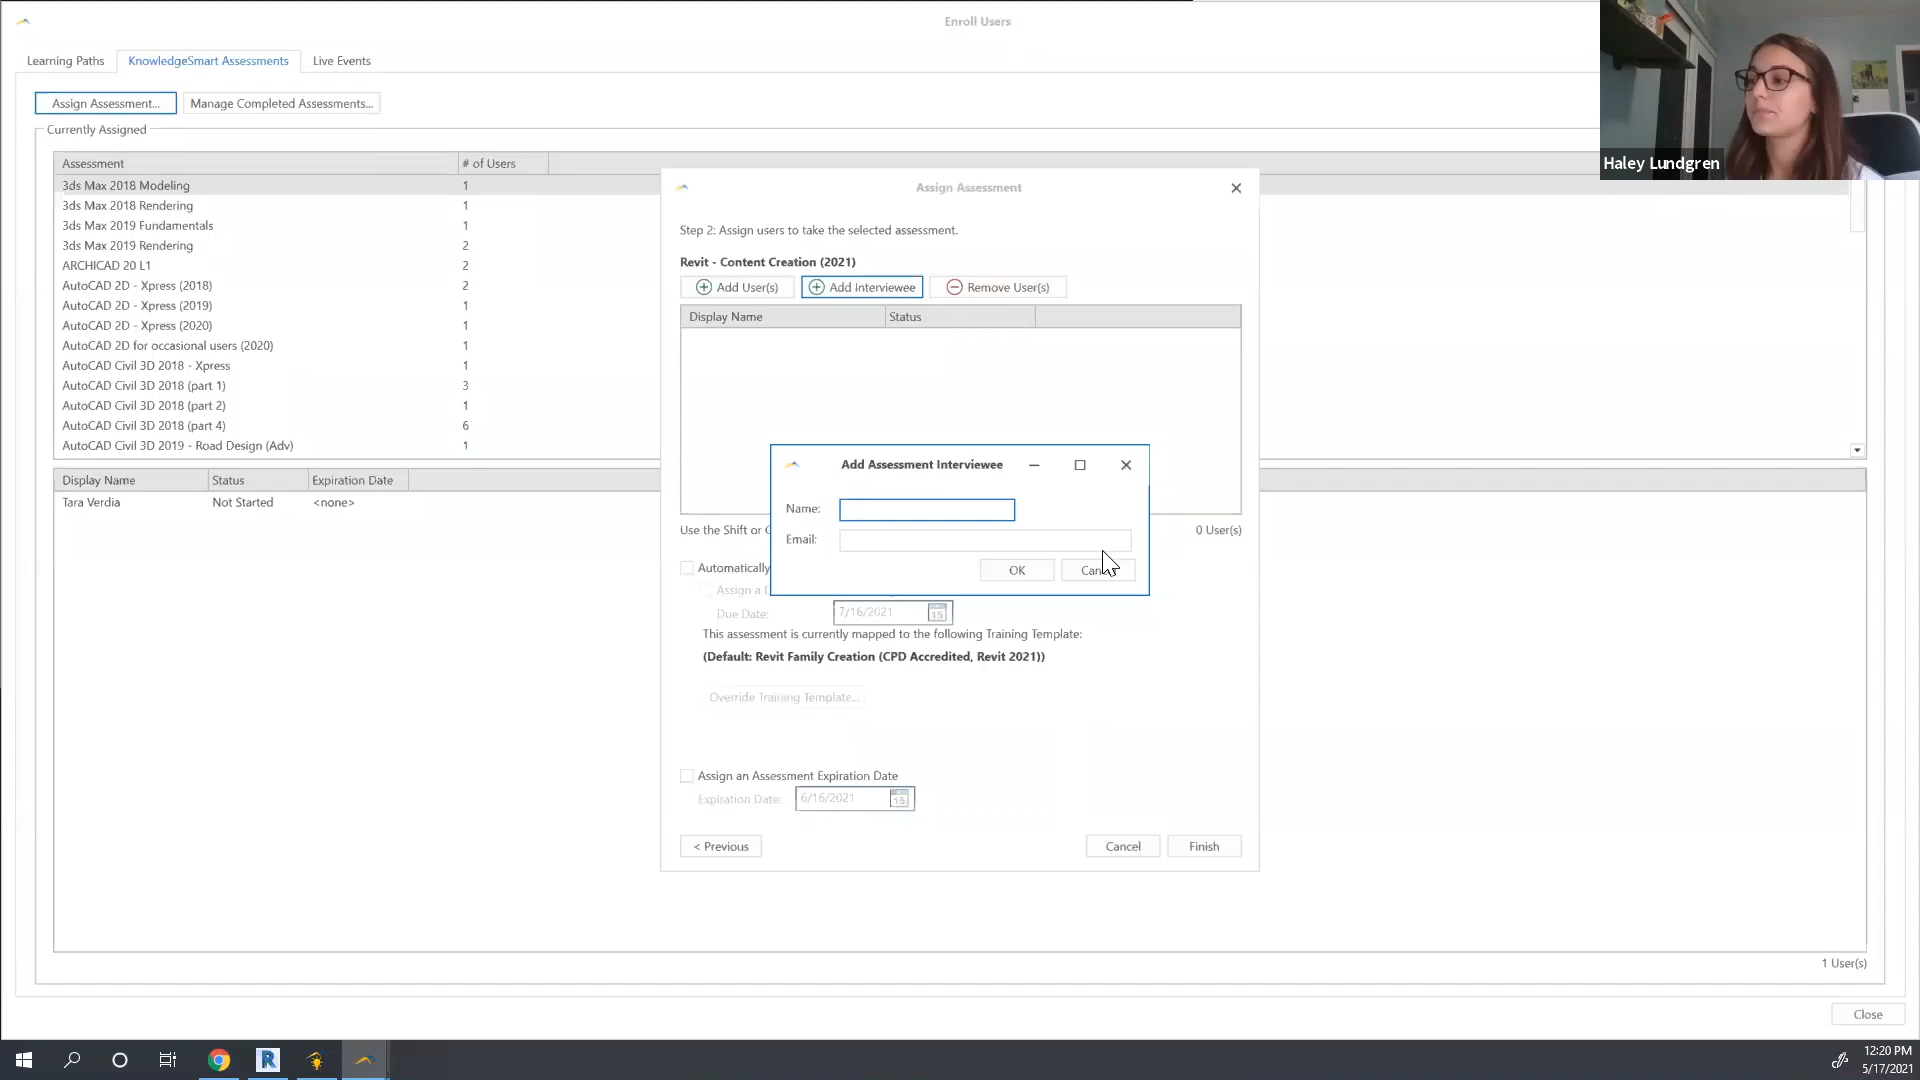 Enroll Users
Learning Paths
KnowledgeSmart Assessments
Live Events
Assign Assessment...
Manage Completed Assessments...
Haley Lundgren
Currently Assigned
Assessment # of Users
3ds Max 2018 Modeling 1
3ds Max 2018 Rendering 1
3ds Max 2019 Fundamentals 1
3ds Max 2019 Rendering 2
ARCHICAD 20 L1 2
AutoCAD 2D - Xpress (2018) 2
AutoCAD 2D - Xpress (2019) 1
AutoCAD 2D - Xpress (2020) 1
AutoCAD 2D for occasional users (2020) 1
AutoCAD Civil 3D 2018 - Xpress 1
AutoCAD Civil 3D 2018 (part 1) 3
AutoCAD Civil 3D 2018 (part 2) 1
AutoCAD Civil 3D 2018 (part 4) 6
AutoCAD Civil 3D 2019 - Road Design (Adv) 1
Display Name Status Expiration Date
Tara Verdia Not Started <none>
Assign Assessment
Step 2: Assign users to take the selected assessment.
Revit - Content Creation (2021)
Add User(s) Add Interviewee Remove User(s)
Display Name Status
Add Assessment Interviewee
Name:
Email:
OK
Use the Shift or
0 User(s)
Automatically
Assign a
Due Date: 7/16/2021 15
This assessment is currently mapped to the following Training Template:
(Default: Revit Family Creation (CPD Accredited, Revit 2021))
Override Training Template...
Assign an Assessment Expiration Date
Expiration Date: 6/16/2021 15
< Previous Cancel Finish
1 User(s)
Close
12:20 PM
5/17/2021